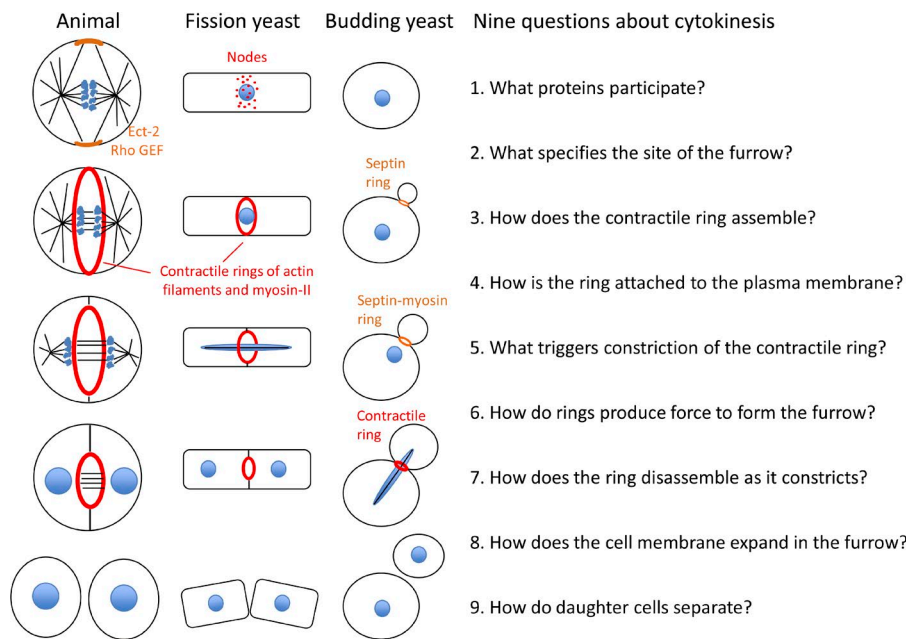 Animal
Fission yeast
Budding yeast
Nine questions about cytokinesis
Nodes
1. What proteins participate?
Ect-2
Rho GEF
2. What specifies the site of the furrow?
Septin
ring
3. How does the contractile ring assemble?
Contractile rings of actin
filaments and myosin-II
4. How is the ring attached to the plasma membrane?
Septin-myosin
ring
5. What triggers constriction of the contractile ring?
Contractile
ring
6. How do rings produce force to form the furrow?
7. How does the ring disassemble as it constricts?
8. How does the cell membrane expand in the furrow?
9. How do daughter cells separate?